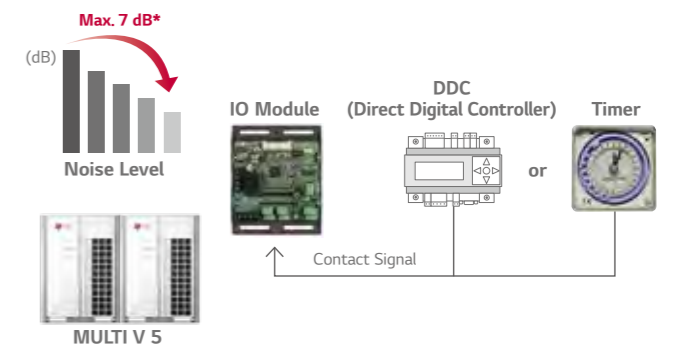 Max. 7 dB*
(dB)
Noise Level
IO Module
DDC
(Direct Digital Controller)
Timer
or
Contact Signal
MULTI V 5